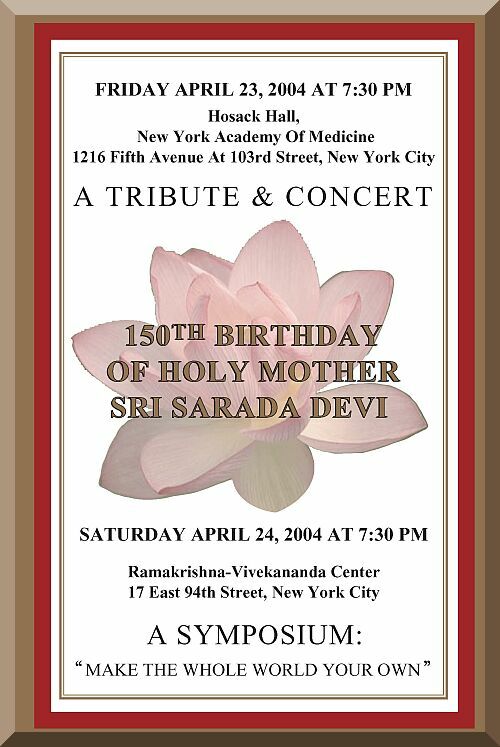 FRIDAY APRIL 23, 2004 AT 7:30 PM
Hosack Hall,
New York Academy Of Medicine
1216 Fifth Avenue At 103rd Street, New York City
A TRIBUTE & CONCERT
150TH BIRTHDAY
OF HOLY MOTHER
SRI SARADA DEVI
SATURDAY APRIL 24, 2004 AT 7:30 PM
Ramakrishna-Vivekananda Center
17 East 94th Street, New York City
A SYMPOSIUM:
“MAKE THE WHOLE WORLD YOUR OWN”